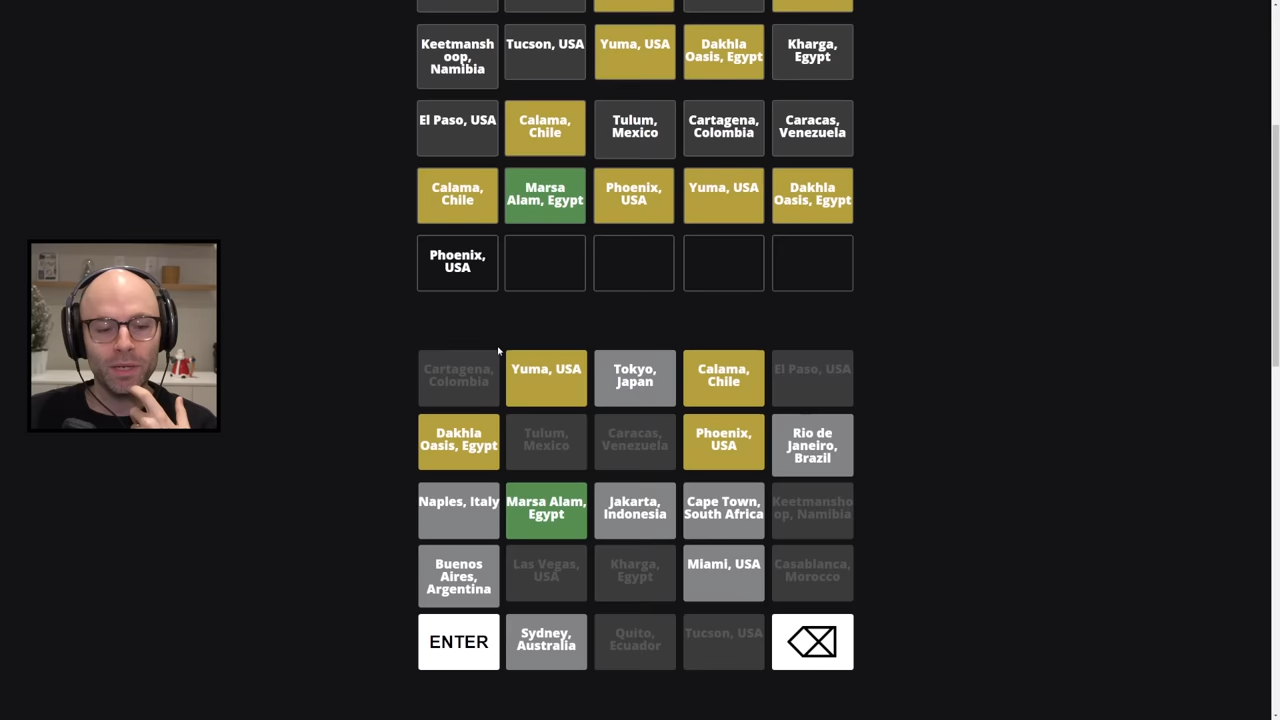 Keetmansh
oop,
Namibia
Tucson, USA
Yuma, USA
Dakhla
Oasis, Egypt
Kharga,
Egypt
El Paso, USA
Calama,
Chile
Tulum,
Mexico
Cartagena,
Colombia
Caracas,
Venezuela
Calama,
Chile
Marsa
Alam, Egypt
Phoenix,
USA
Yuma, USA
Dakhla
Oasis, Egypt
Phoenix,
USA
Cartagena,
Colombia
Yuma, USA
Tokyo,
Japan
Calama,
Chile
El Paso, USA
Dakhla
Oasis, Egypt
Tulum,
Mexico
Caracas,
Venezuela
Phoenix,
USA
Rio de
Janeiro,
Brazil
Naples, Italy
Marsa Alam,
Egypt
Jakarta,
Indonesia
Cape Town,
South Africa
Keetmansho
op, Namibia
Buenos
Aires,
Argentina
Las Vegas,
USA
Kharga,
Egypt
Miami, USA
Casablanca,
Morocco
ENTER
Sydney,
Australia
Quito,
Ecuador
Tucson, USA